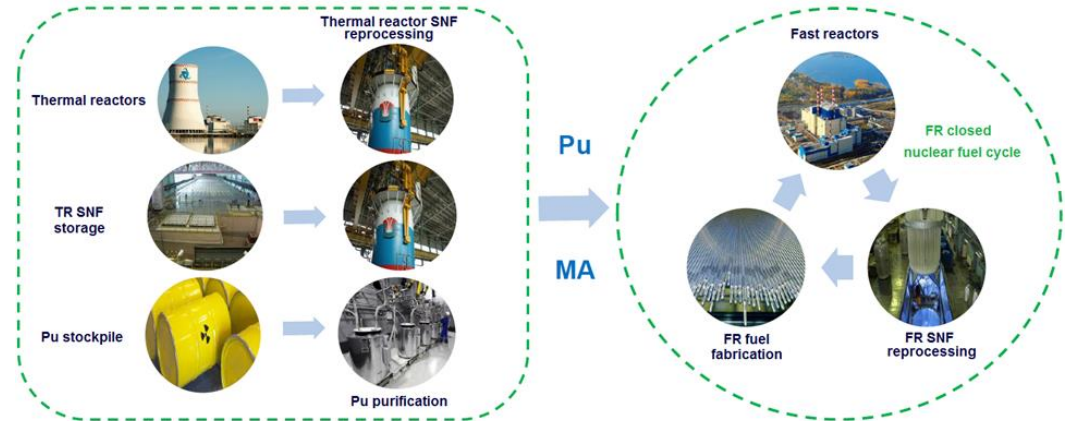 Thermal reactor SNF
reprocessing
Thermal reactors
TR SNF
storage
Pu stockpile
Pu purification
Pu
MA
Fast reactors
FR closed
nuclear fuel cycle
FR fuel
fabrication
FR SNF
reprocessing